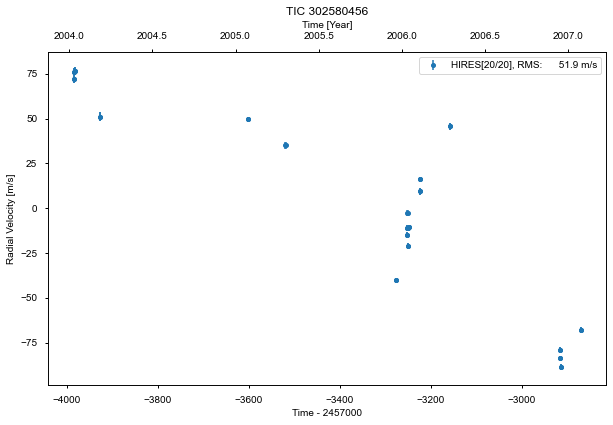 TIC 302580456
Time [Year]
2004.0 2004.5 2005.0 2005.5 2006.0 2006.5 2007.0
HIRES[20/20], RMS: 51.9 m/s
75
50
25
0
−25
−50
−75
Radial Velocity [m/s]
−4000 −3800 −3600 −3400 −3200 −3000
Time - 2457000